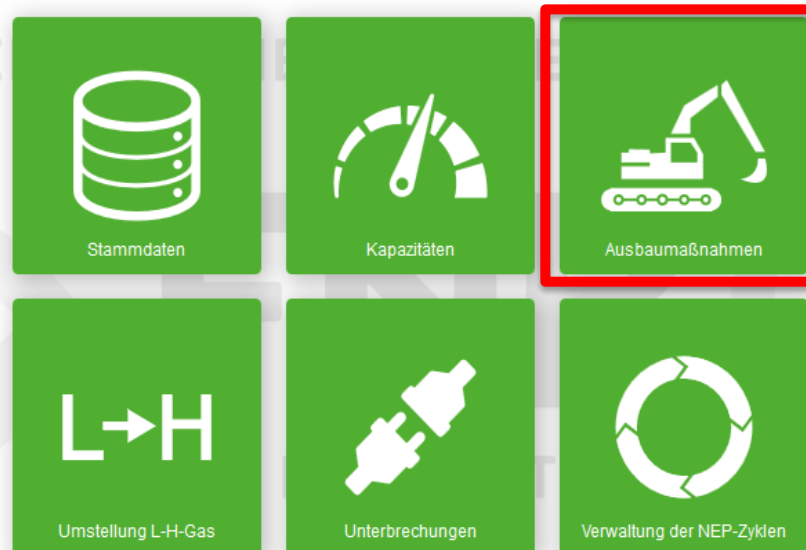 Stammdaten
Kapazitäten
Ausbaumaßnahmen
L→H
Umstellung L-H-Gas
Unterbrechungen
Verwaltung der NEP-Zyklen